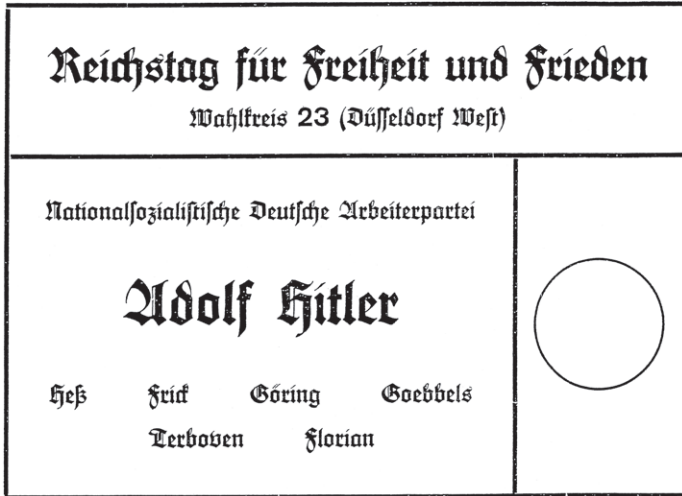 Reichstag für Freiheit und Frieden
Wahlkreis 23 (Düsseldorf West)
Nationalsozialistische Deutsche Arbeiterpartei
Adolf Hitler
Heß Frick Göring Goebbels
Terboven Florian